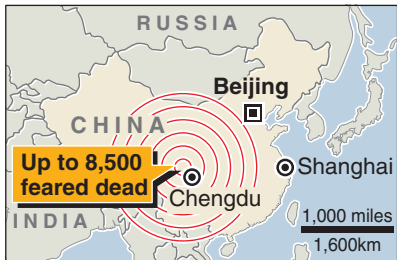 RUSSIA
Beijing
CHINA
Up to 8,500
feared dead
Shanghai
Chengdu
INDIA
1,000 miles
1,600km